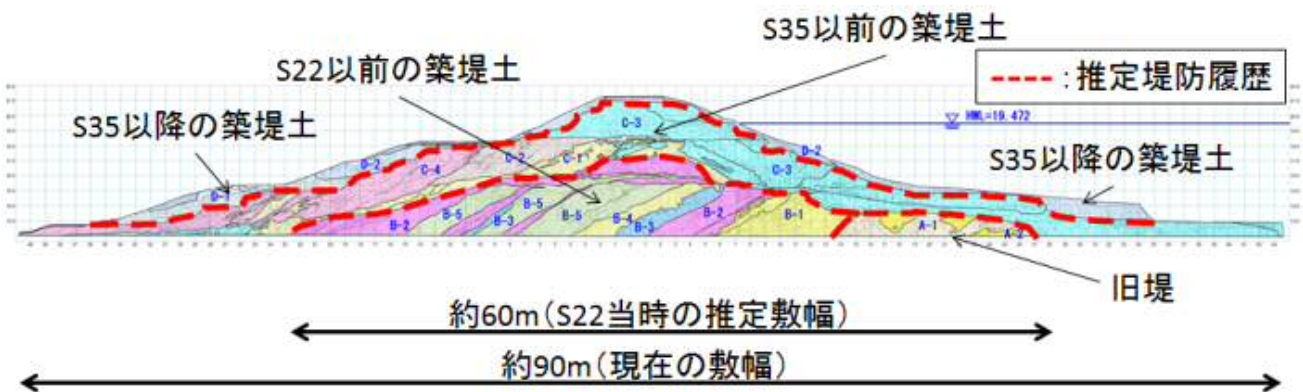 S35以前の築堤土
S22以前の築堤土
:推定堤防履歴
S35以降の築堤土
HWL=19.472
S35以降の築堤土
C-3
D-2
D-2
C-2
C-1
C-4
C-3
D-1
B-5
B-5
B-2
B-3
B-5
B-4
B-3
B-2
B-1
A-1
A-2
旧堤
約60m(S22当時の推定敷幅)
約90m(現在の敷幅)